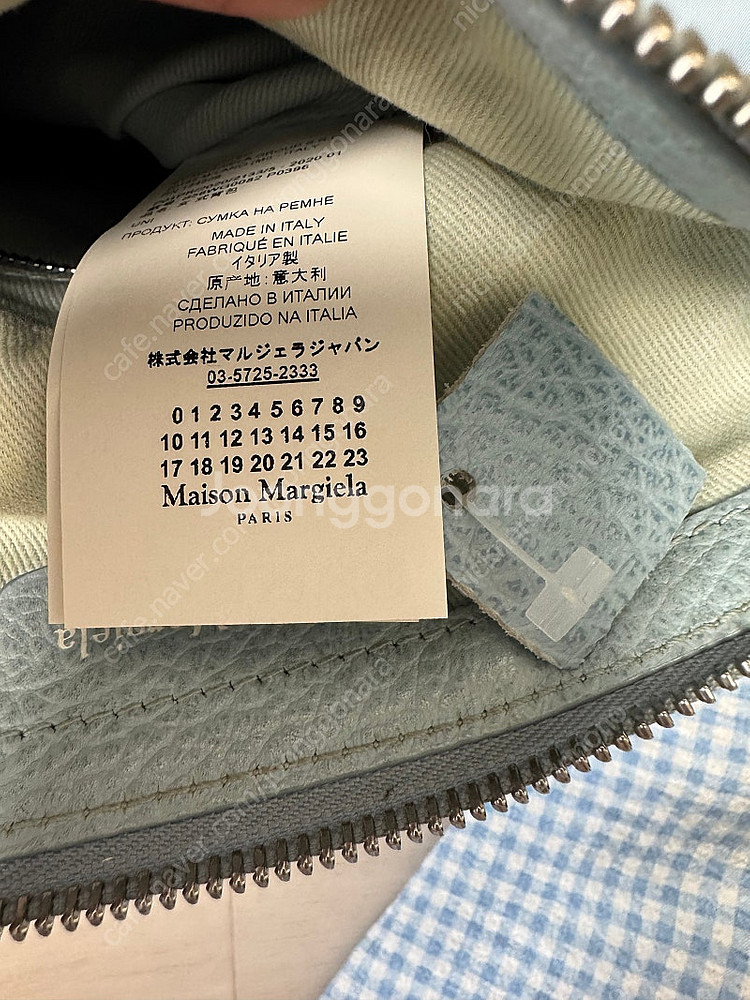 UNI
ПРОДУКТ: СУМКА НА РЕМНЕ
MADE IN ITALY
FABRIQUÉ EN ITALIE
イタリア製
原产地: 意大利
СДЕЛАНО В ИТАЛИИ
PRODUZIDO NA ITALIA
株式会社マルジェラジャパン
03-5725-2333
0 1 2 3 4 5 6 7 8 9
10 11 12 13 14 15 16
17 18 19 20 21 22 23
Maison Margiela
PARIS
Joonggonara